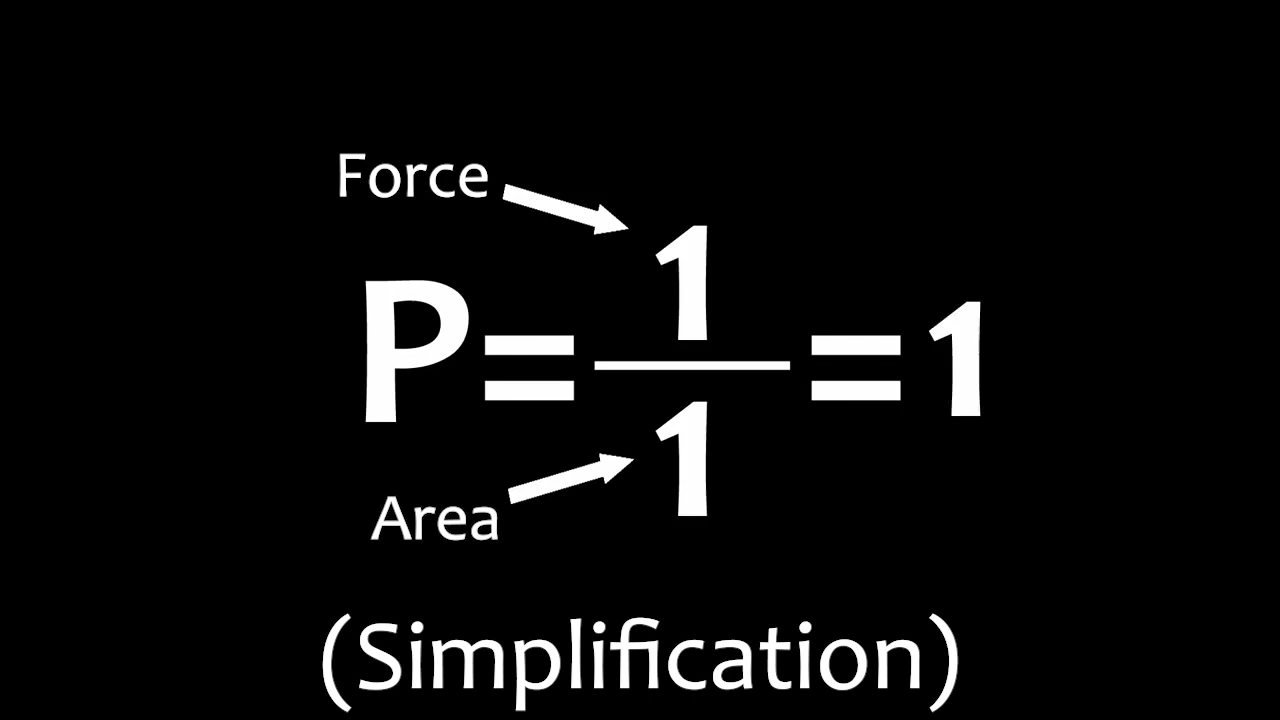 Force
P = 1/1 = 1
Area
(Simplification)